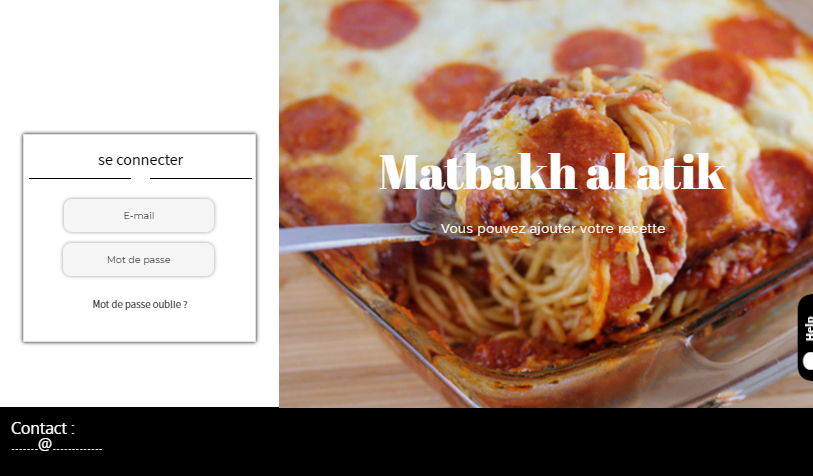 se connecter
E-mail
Mot de passe
Mot de passe oublie ?
Matbakh al atik
Vous pouvez ajouter votre recette
Help
Contact :
-------@-------------